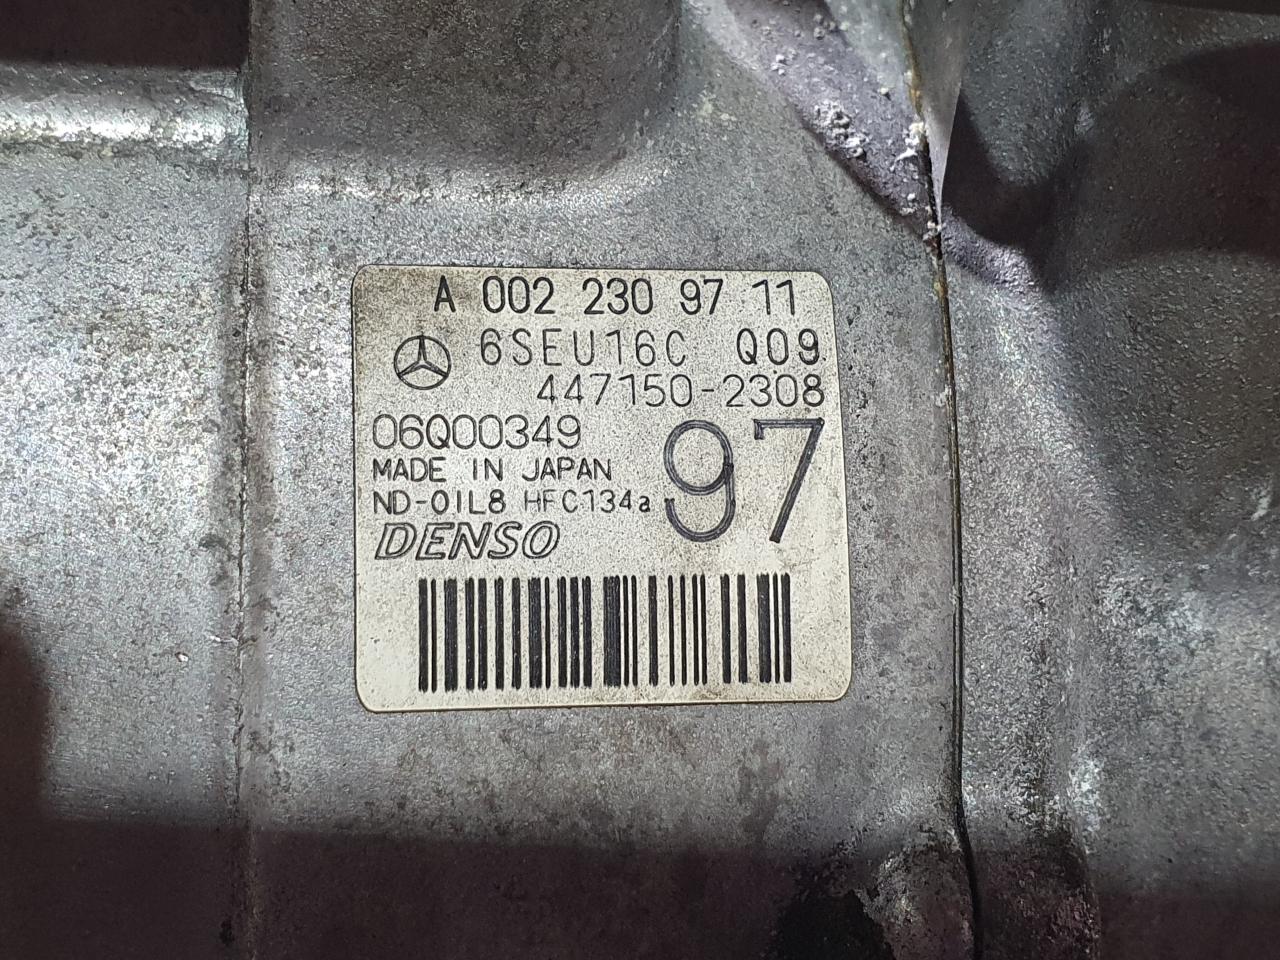 A 002 230 97 11
6SEU16C Q09
447150-2308
06Q00349
97
MADE IN JAPAN
ND-OIL8 HFC134a
DENSO